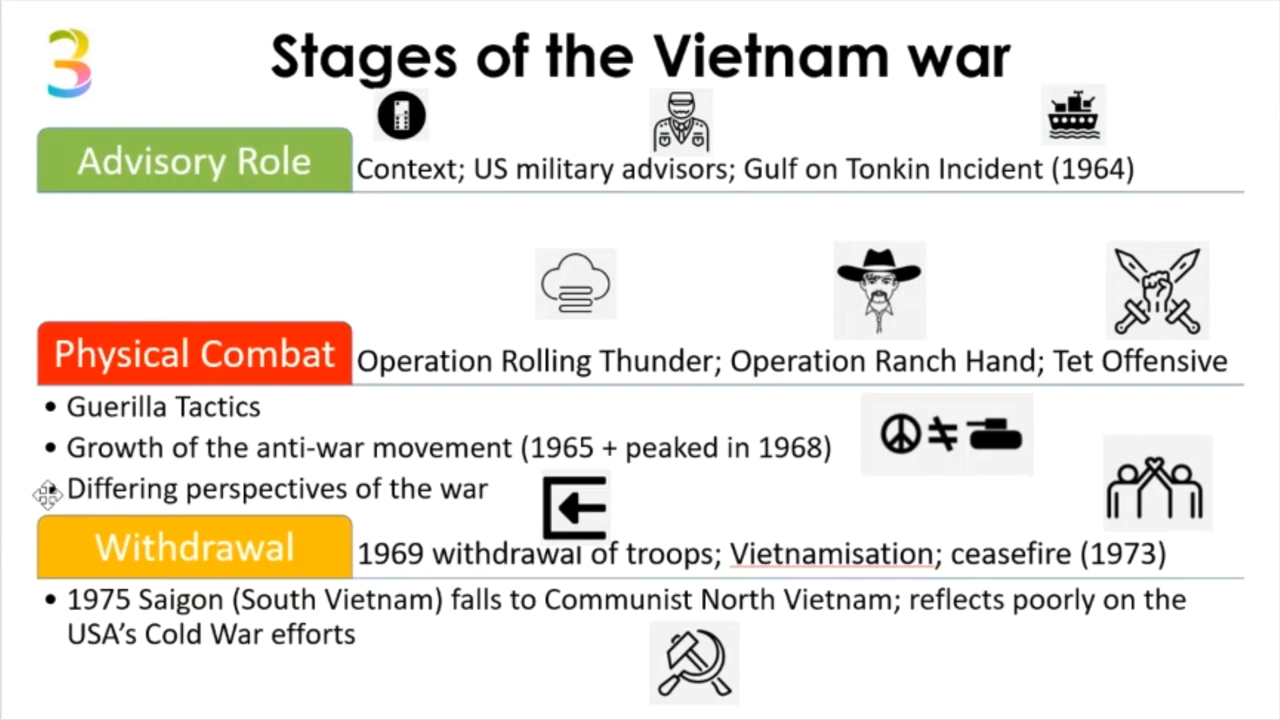 3
Stages of the Vietnam war
Advisory Role
Context; US military advisors; Gulf on Tonkin Incident (1964)
Physical Combat
Operation Rolling Thunder; Operation Ranch Hand; Tet Offensive
• Guerilla Tactics
• Growth of the anti-war movement (1965 + peaked in 1968)
Differing perspectives of the war
Withdrawal
1969 withdrawal of troops; Vietnamisation; ceasefire (1973)
• 1975 Saigon (South Vietnam) falls to Communist North Vietnam; reflects poorly on the
USA's Cold War efforts